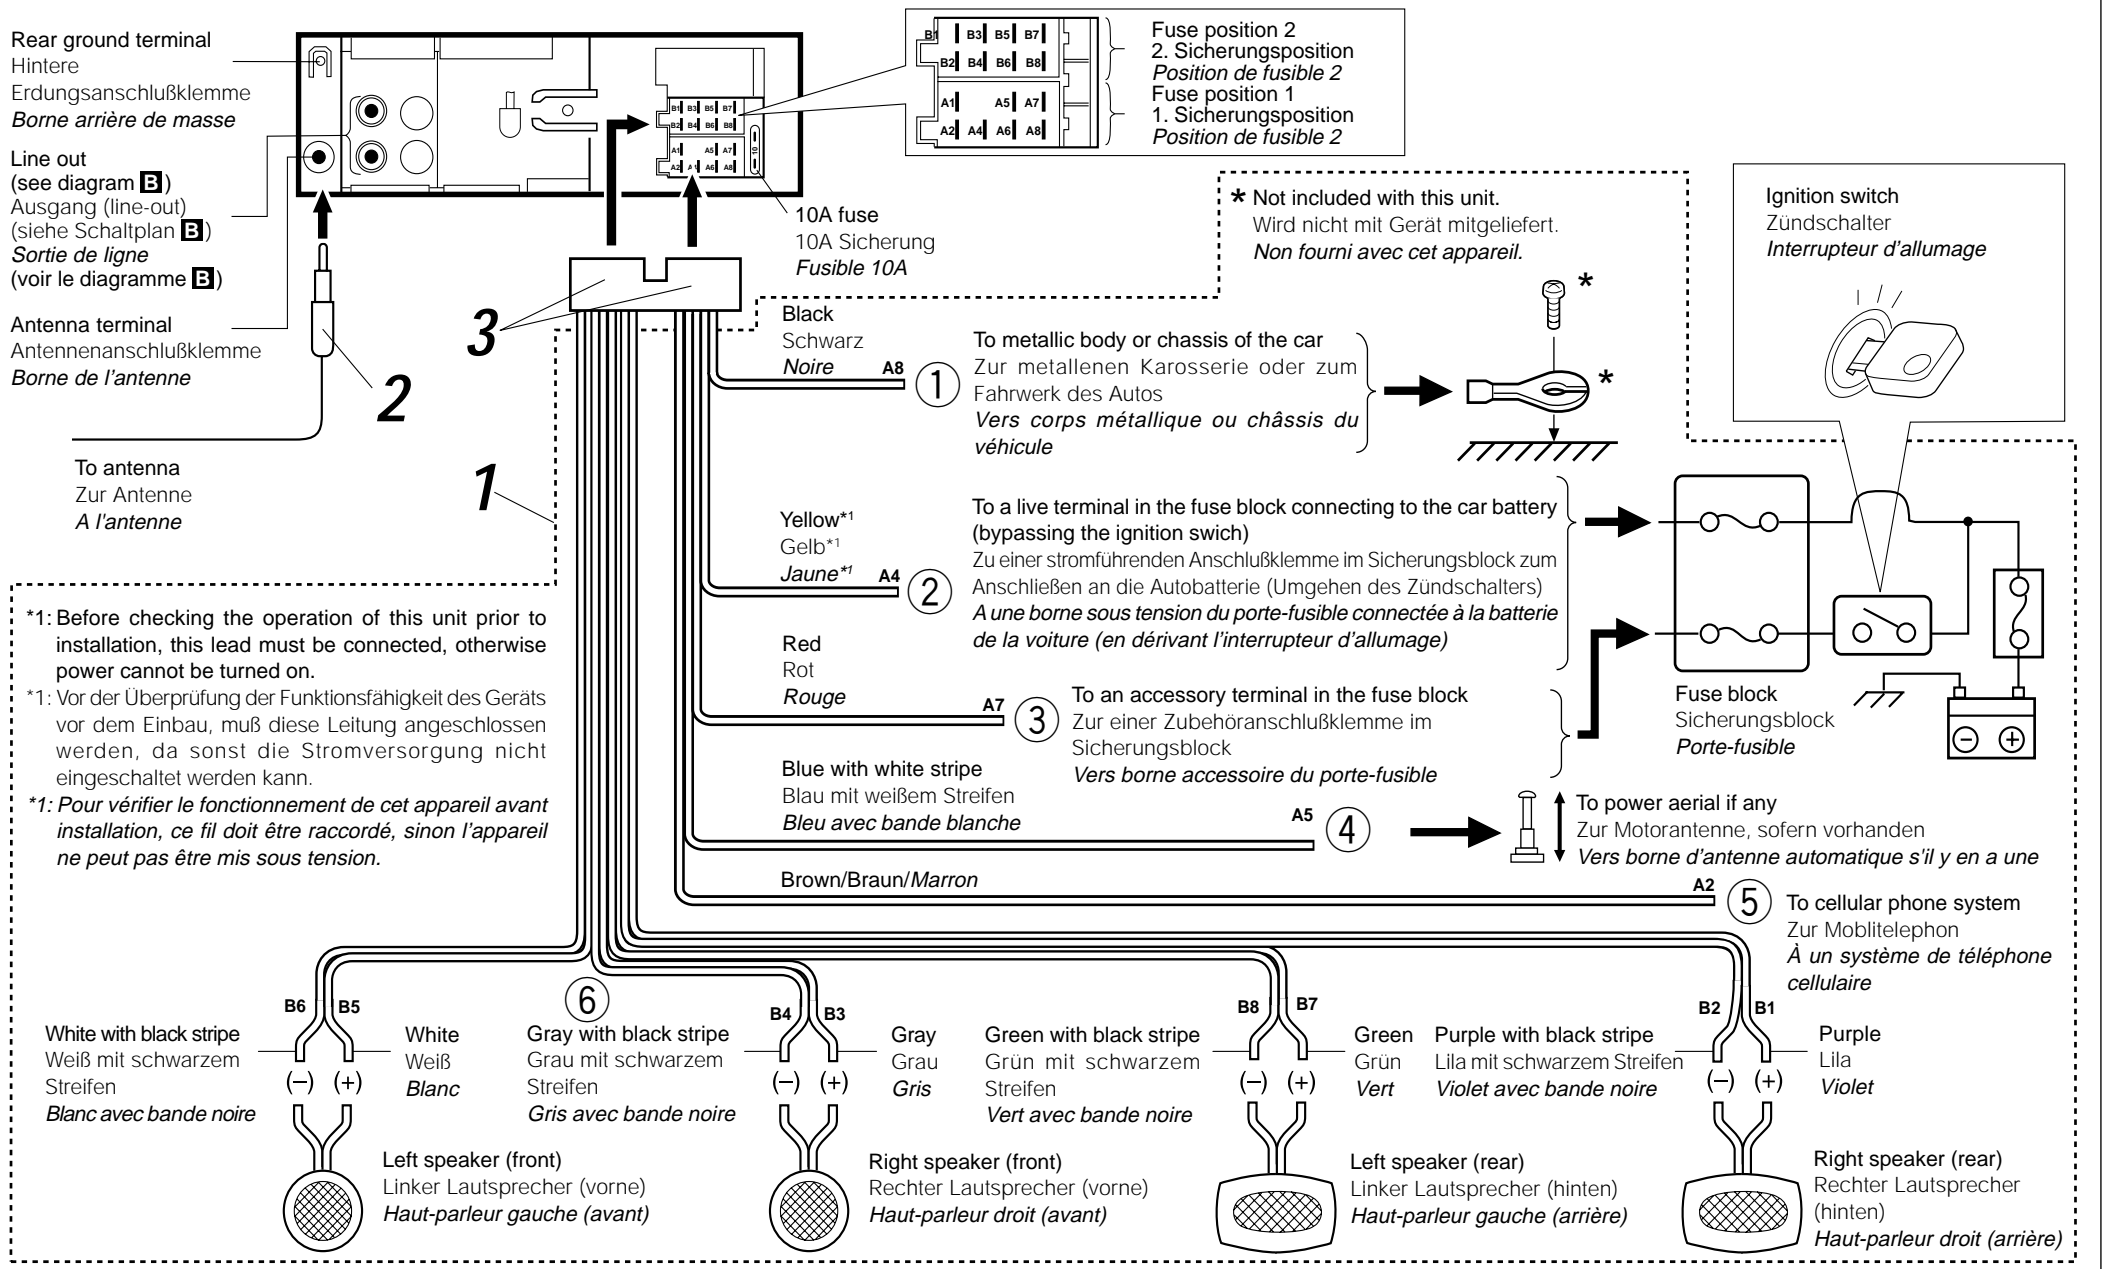 Rear ground terminal
Hintere
Erdungsanschlußklemme
Borne arrière de masse
Line out
(see diagram B)
Ausgang (line-out)
(siehe Schaltplan B)
Sortie de ligne
(voir le diagramme B)
Antenna terminal
Antennenanschlußklemme
Borne de l'antenne
To antenna
Zur Antenne
A l'antenne
2
3
1
B1 B3 B5 B7
B2 B4 B6 B8
A1 A5 A7
A2 A6 A8
10
B1 B3 B5 B7
B2 B4 B6 B8
A1 A5 A7
A2 A4 A6 A8
Fuse position 2
2. Sicherungsposition
Position de fusible 2
Fuse position 1
1. Sicherungsposition
Position de fusible 2
10A fuse
10A Sicherung
Fusible 10A
* Not included with this unit.
Wird nicht mit Gerät mitgeliefert.
Non fourni avec cet appareil.
*
*
Ignition switch
Zündschalter
Interrupteur d'allumage
Black
Schwarz
Noire
A8
①
To metallic body or chassis of the car
Zur metallenen Karosserie oder zum
Fahrwerk des Autos
Vers corps métallique ou châssis du
véhicule
Yellow*1
Gelb*1
Jaune*1
A4
②
To a live terminal in the fuse block connecting to the car battery
(bypassing the ignition swich)
Zu einer stromführenden Anschlußklemme im Sicherungsblock zum
Anschließen an die Autobatterie (Umgehen des Zündschalters)
A une borne sous tension du porte-fusible connectée à la batterie
de la voiture (en dérivant l'interrupteur d'allumage)
Red
Rot
Rouge
A7
③
To an accessory terminal in the fuse block
Zur einer Zubehöranschlußklemme im
Sicherungsblock
Vers borne accessoire du porte-fusible
Fuse block
Sicherungsblock
Porte-fusible
− +
Blue with white stripe
Blau mit weißem Streifen
Bleu avec bande blanche
A5
④
To power aerial if any
Zur Motorantenne, sofern vorhanden
Vers borne d'antenne automatique s'il y en a une
Brown/Braun/Marron
A2
⑤
To cellular phone system
Zur Moblitelephon
À un système de téléphone
cellulaire
*1: Before checking the operation of this unit prior to
installation, this lead must be connected, otherwise
power cannot be turned on.
*1: Vor der Überprüfung der Funktionsfähigkeit des Geräts
vor dem Einbau, muß diese Leitung angeschlossen
werden, da sonst die Stromversorgung nicht
eingeschaltet werden kann.
*1: Pour vérifier le fonctionnement de cet appareil avant
installation, ce fil doit être raccordé, sinon l'appareil
ne peut pas être mis sous tension.
⑥
B6 B5
White with black stripe
Weiß mit schwarzem
Streifen
Blanc avec bande noire
(−) (+)
White
Weiß
Blanc
Left speaker (front)
Linker Lautsprecher (vorne)
Haut-parleur gauche (avant)
B4 B3
Gray with black stripe
Grau mit schwarzem
Streifen
Gris avec bande noire
(−) (+)
Gray
Grau
Gris
Right speaker (front)
Rechter Lautsprecher (vorne)
Haut-parleur droit (avant)
B8 B7
Green with black stripe
Grün mit schwarzem
Streifen
Vert avec bande noire
(−) (+)
Green
Grün
Vert
Left speaker (rear)
Linker Lautsprecher (hinten)
Haut-parleur gauche (arrière)
B2 B1
Purple with black stripe
Lila mit schwarzem Streifen
Violet avec bande noire
(−) (+)
Purple
Lila
Violet
Right speaker (rear)
Rechter Lautsprecher
(hinten)
Haut-parleur droit (arrière)